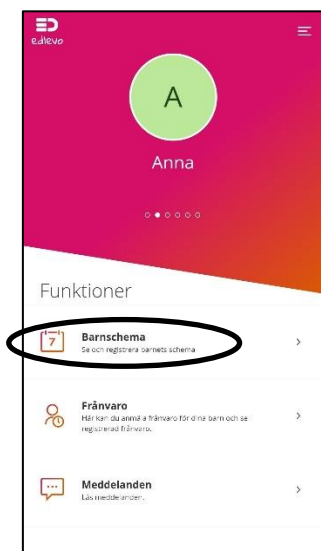 edlevo
A
Anna
Funktioner
7
Barnschema
Se och registrera barnets schema
Frånvaro
Här kan du anmäla frånvaro för dina barn och se
registrerad frånvaro.
Meddelanden
Läs meddelanden.